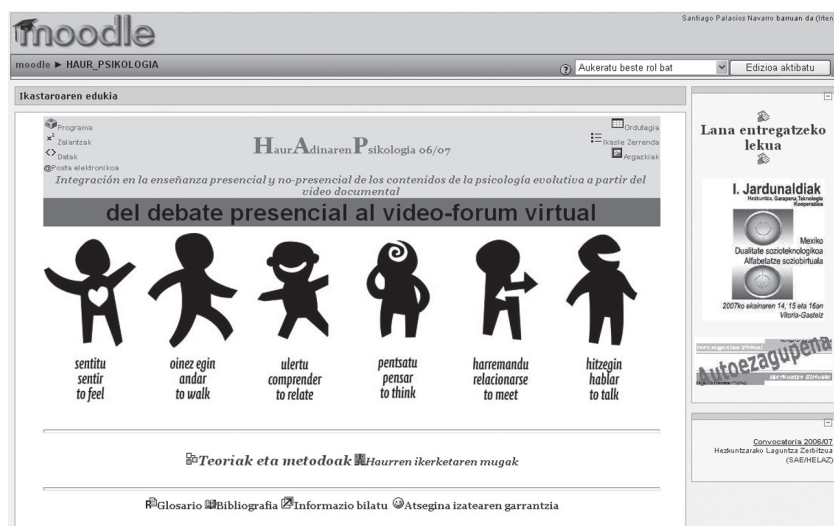 moodle
Santiago Palacios Navarro barruan da (Irten
moodle ► HAUR_PSIKOLOGIA
Aukeratu beste rol bat
Edizioa aktibatu
Ikastaroaren edukia
Programa
Zalantzak
Datak
@Posta elektronikoa
HaurAdinarenPsikologia 06/07
Ordutegia
Ikasle Zerrenda
Argazkiak
Integración en la enseñanza presencial y no-presencial de los contenidos de la psicología evolutiva a partir del
video documental
del debate presencial al video-forum virtual
sentitu
sentir
to feel
oinez egin
andar
to walk
ulertu
comprender
to relate
pentsatu
pensar
to think
harremandu
relacionarse
to meet
hitzegin
hablar
to talk
Teoriak eta metodoak Haurren ikerketaren mugak
Glosario Bibliografia Informazio bilatu Atsegina izatearen garrantzia
Lana entregatzeko
lekua
I. Jardunaldiak
Hezkuntza, Garapena, Teknologia
Kooperazioa
Mexiko
Dualitate sozioteknologikoa
Alfabetatze soziobirtuala
2007ko ekainaren 14, 15 eta 16an
Vitoria-Gasteiz
Autoezagupena
Ikerkuntza Birtuala
Convocatoria 2006/07
Hezkuntzarako Laguntza Zerbitzua
(SAE/HELAZ)